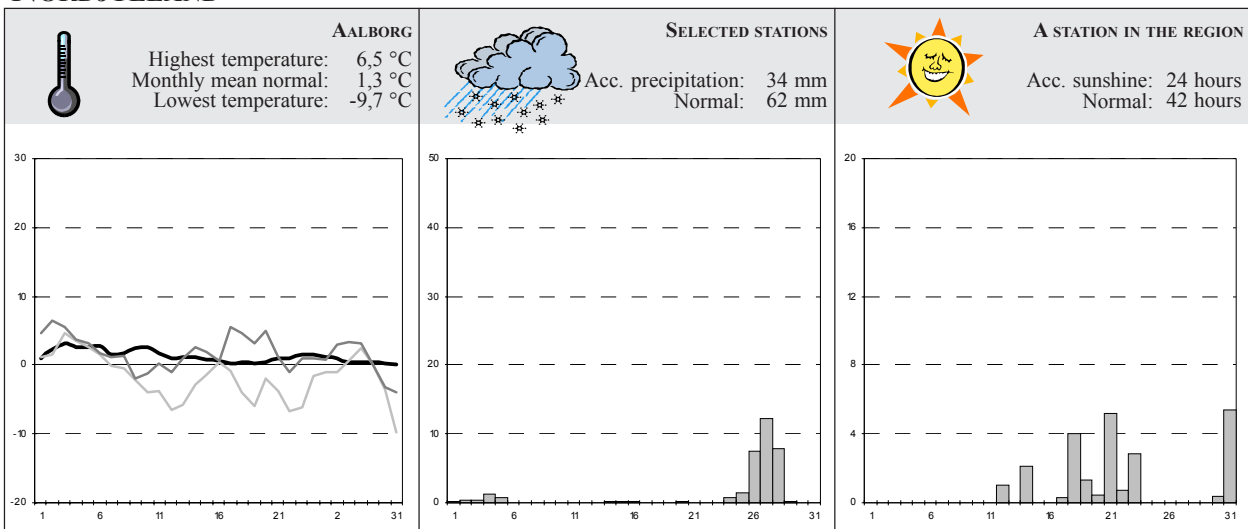 AALBORG
Highest temperature: 6,5 °C
Monthly mean normal: 1,3 °C
Lowest temperature: -9,7 °C
SELECTED STATIONS
Acc. precipitation: 34 mm
Normal: 62 mm
A STATION IN THE REGION
Acc. sunshine: 24 hours
Normal: 42 hours
30
20
10
0
-10
-20
1 6 11 16 21 2 31
50
40
30
20
10
0
1 6 11 16 21 26 31
20
16
12
8
4
0
1 6 11 16 21 26 31